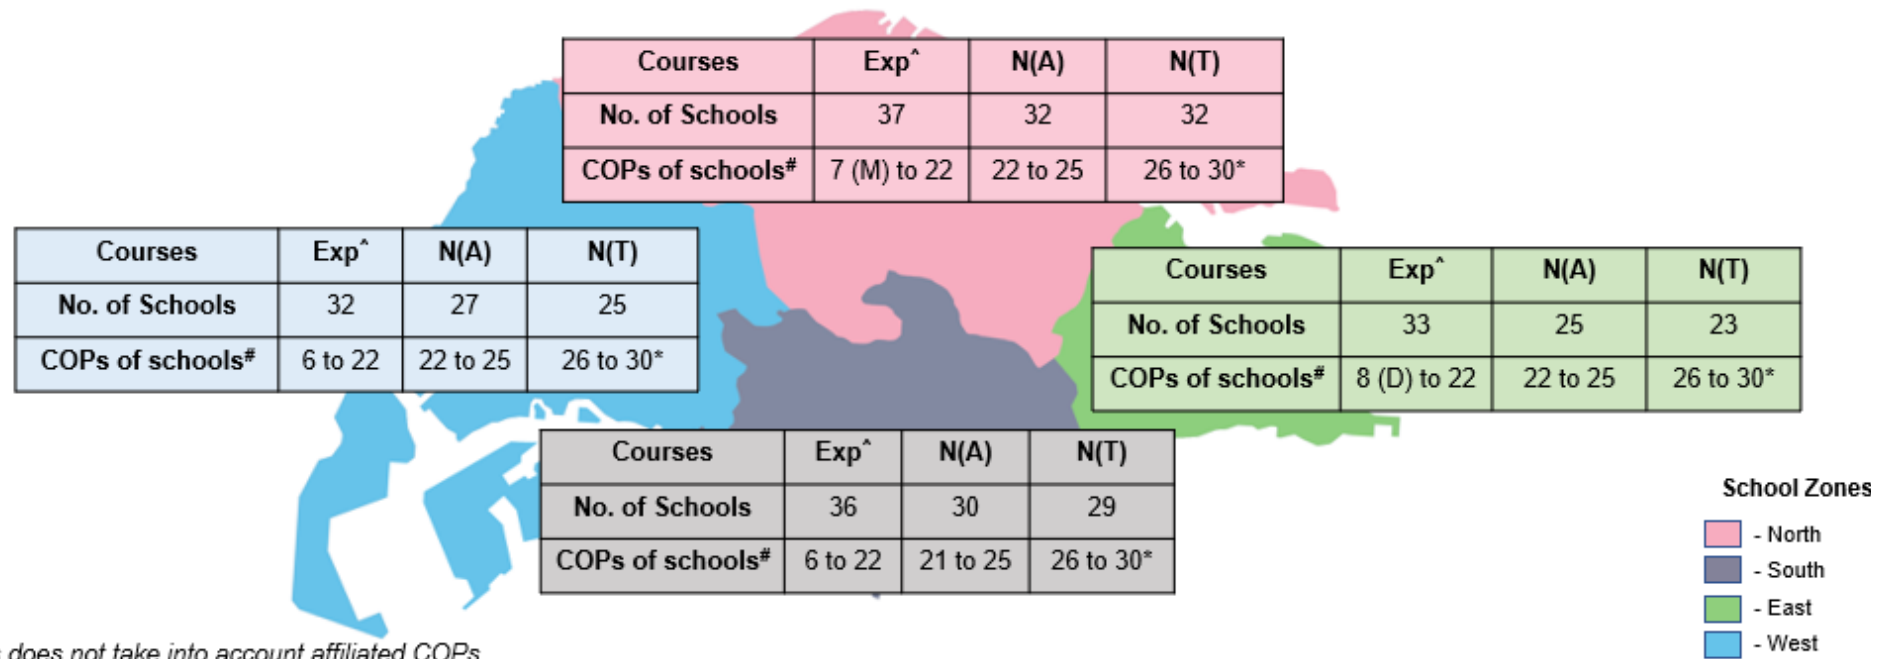 Courses Exp^ N(A) N(T)
No. of Schools 37 32 32
COPs of schools# 7 (M) to 22 22 to 25 26 to 30*
Courses Exp^ N(A) N(T)
No. of Schools 32 27 25
COPs of schools# 6 to 22 22 to 25 26 to 30*
Courses Exp^ N(A) N(T)
No. of Schools 33 25 23
COPs of schools# 8 (D) to 22 22 to 25 26 to 30*
Courses Exp^ N(A) N(T)
No. of Schools 36 30 29
COPs of schools# 6 to 22 21 to 25 26 to 30*
School Zones
- North
- South
- East
- West
does not take into account affiliated COPs